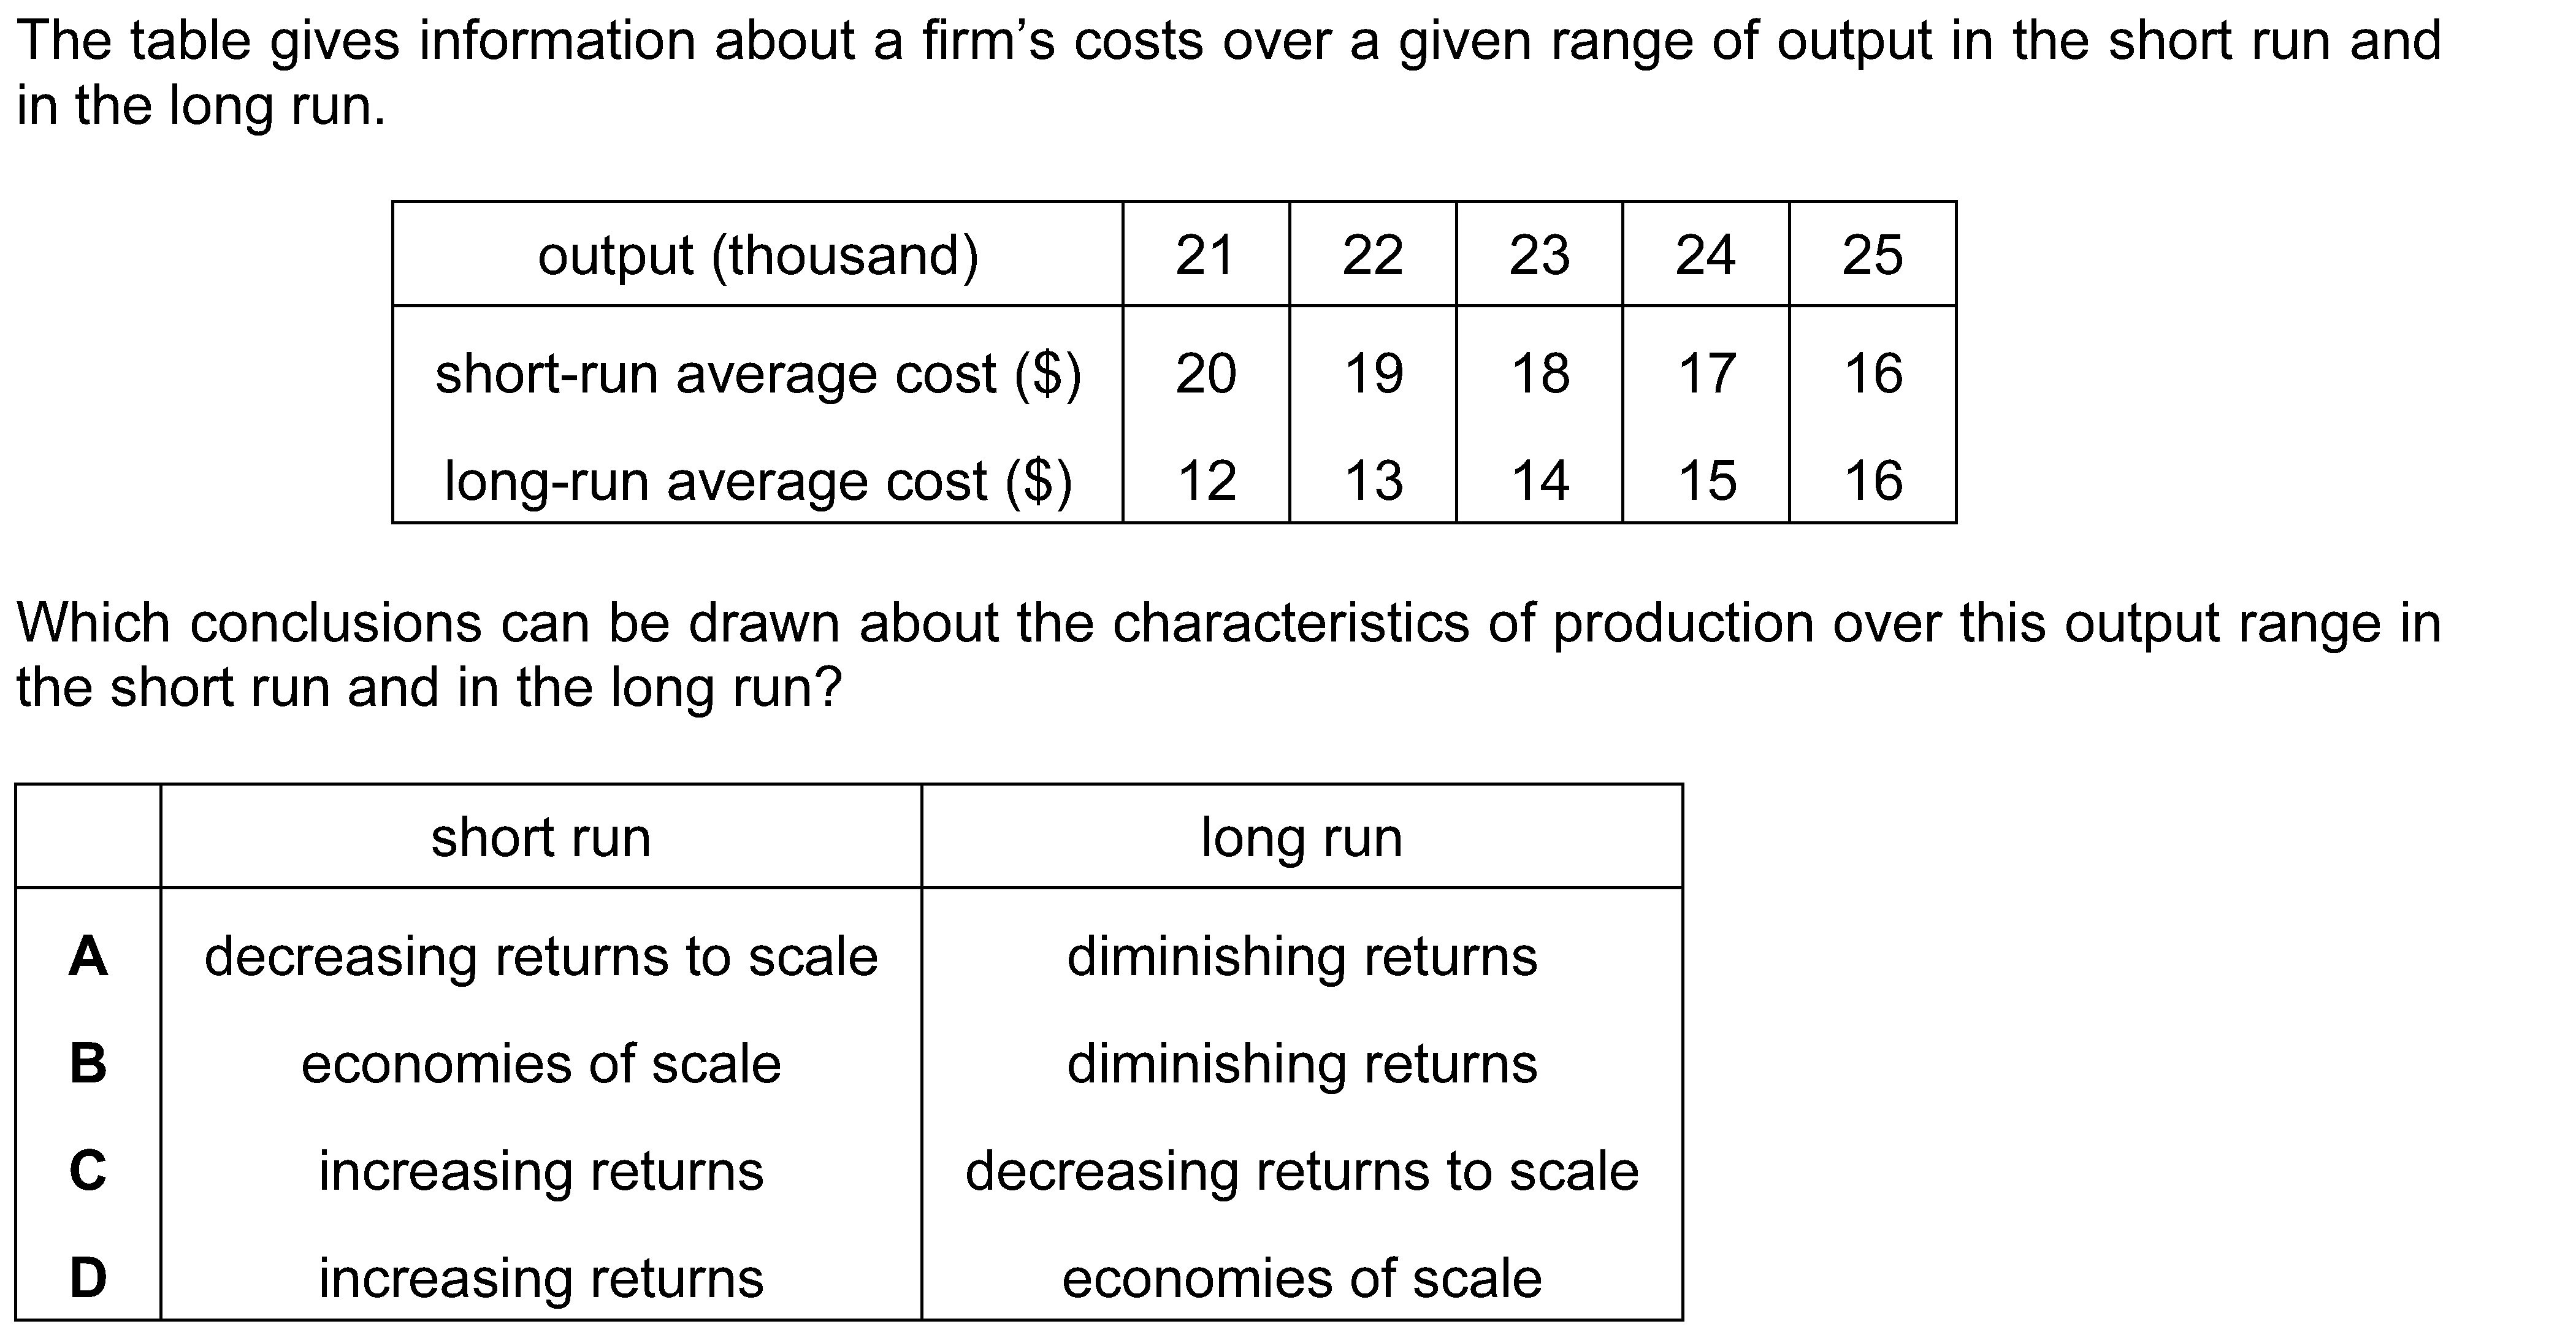 The table gives information about a firm’s costs over a given range of output in the short run and
in the long run.
output (thousand) 21 22 23 24 25
short-run average cost ($) 20 19 18 17 16
long-run average cost ($) 12 13 14 15 16
Which conclusions can be drawn about the characteristics of production over this output range in
the short run and in the long run?
short run long run
A decreasing returns to scale diminishing returns
B economies of scale diminishing returns
C increasing returns decreasing returns to scale
D increasing returns economies of scale